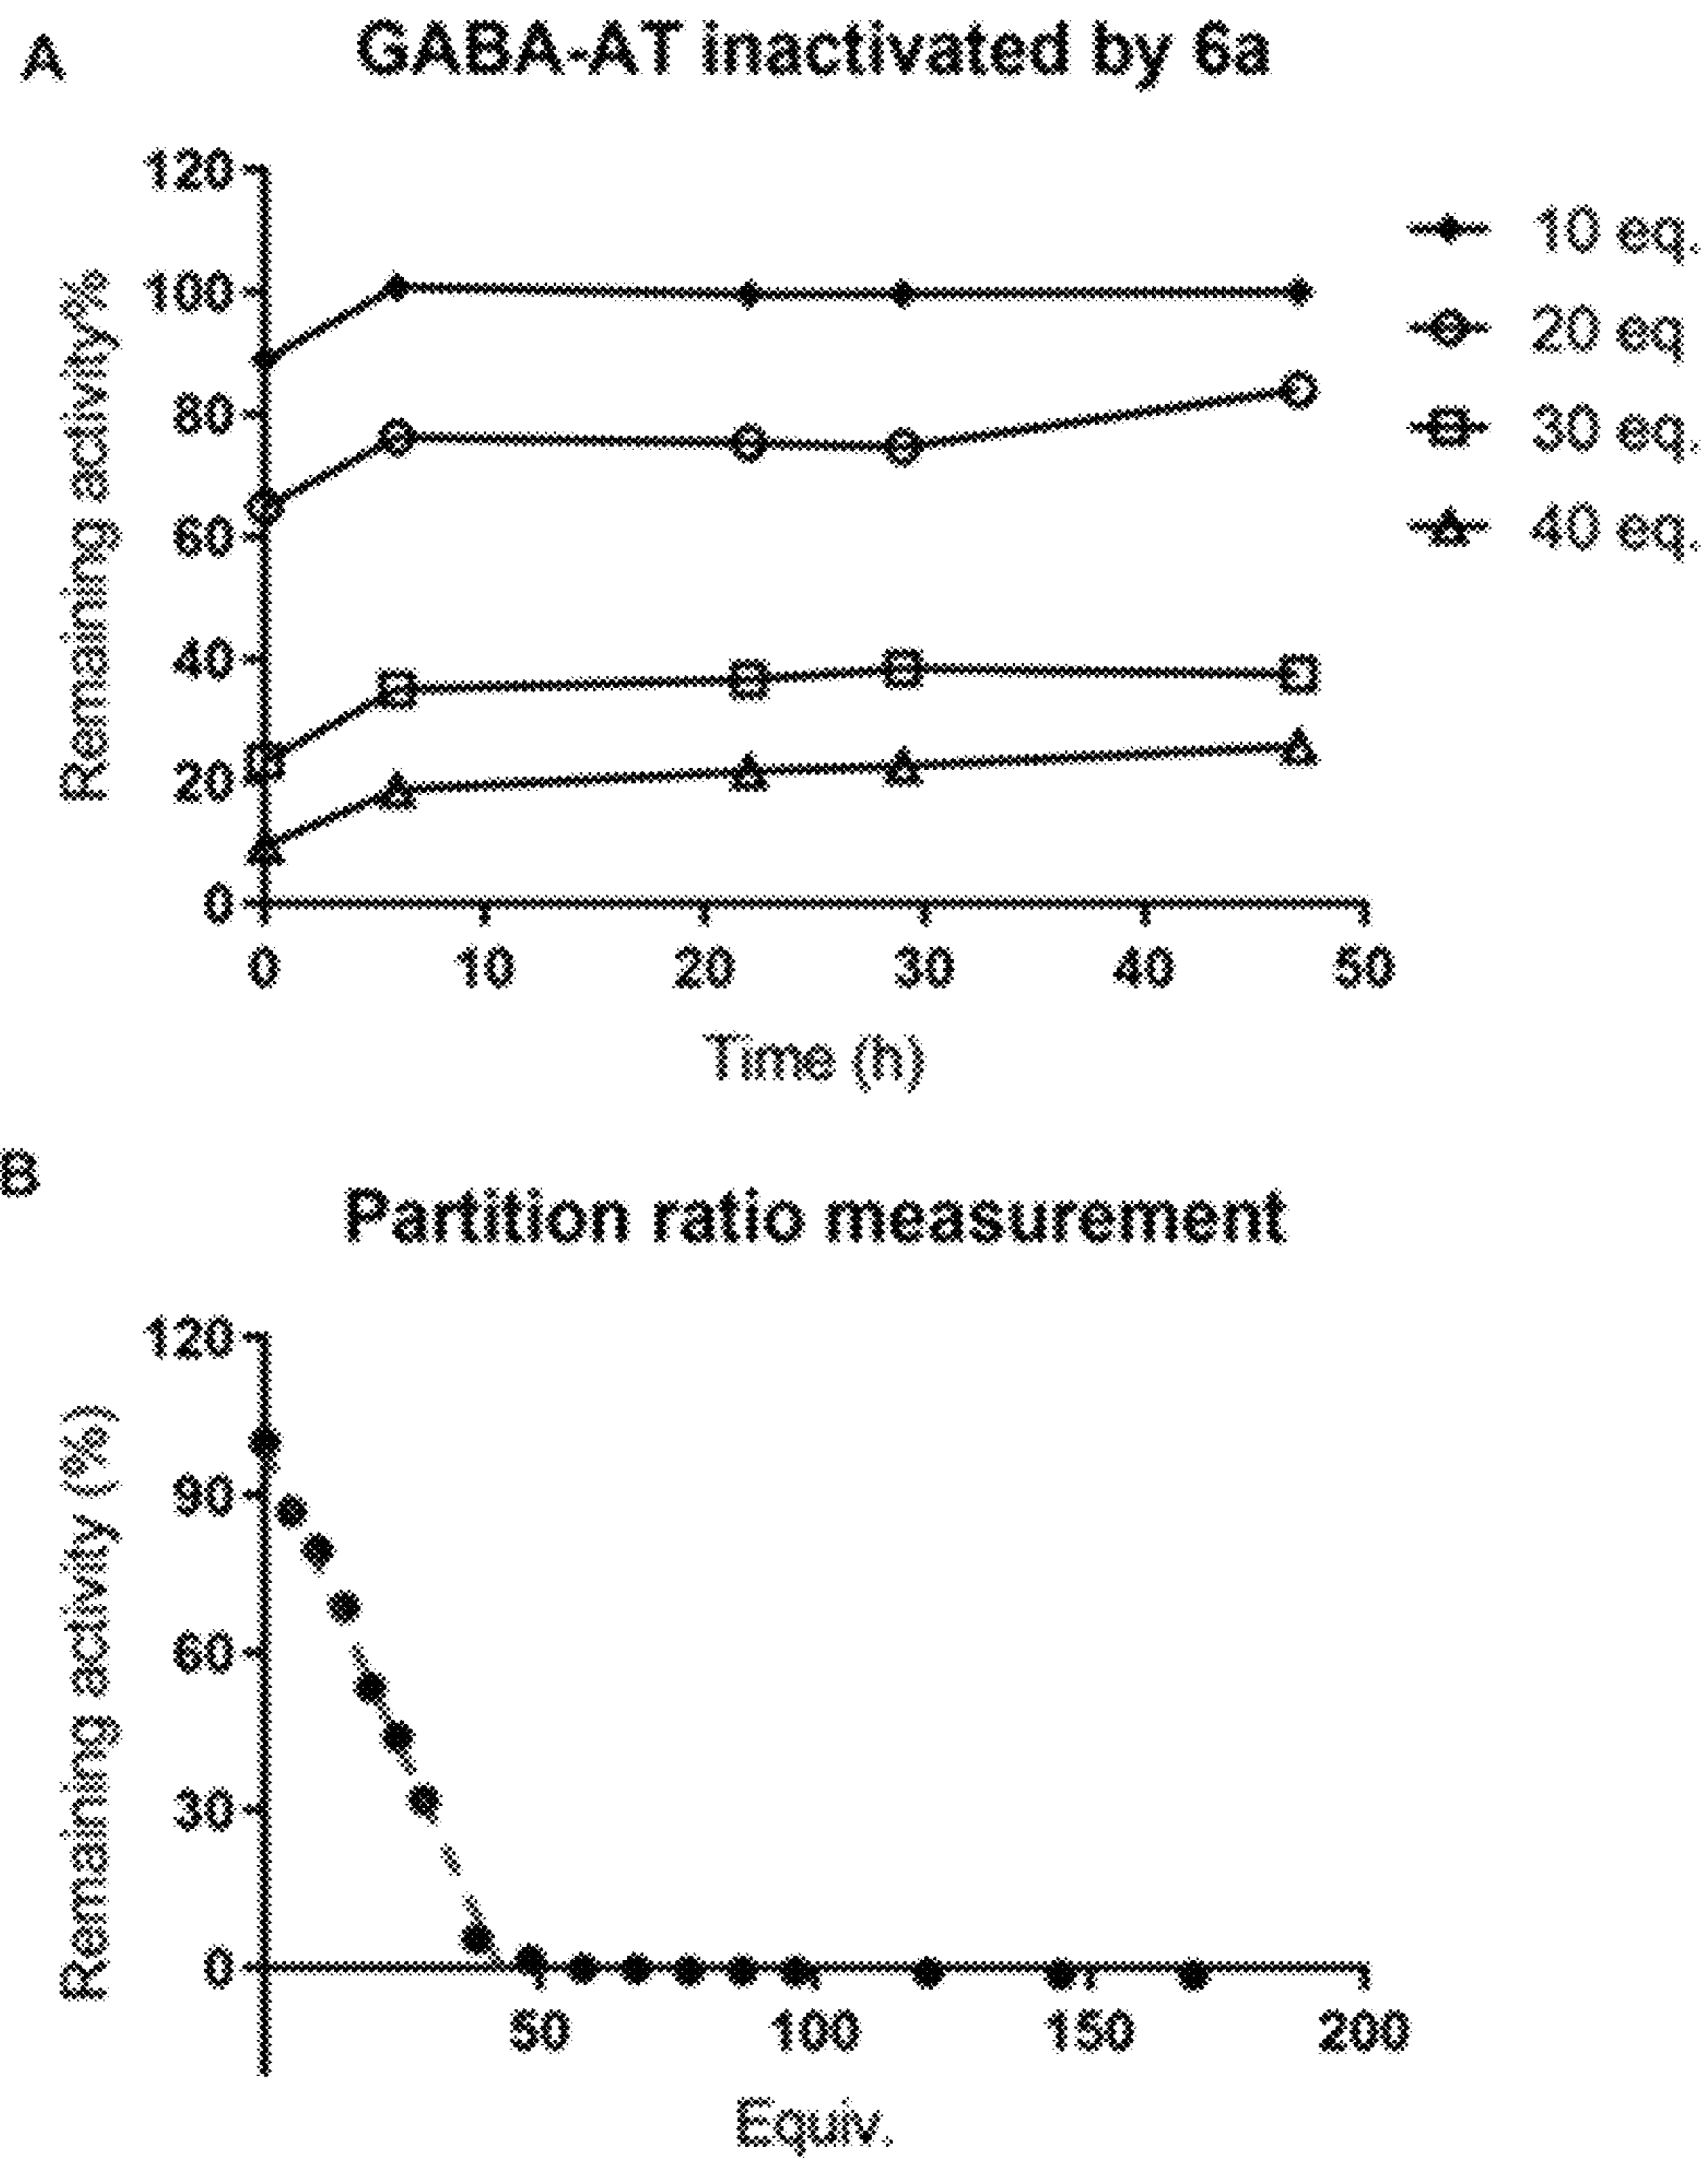 A
GABA-AT inactivated by 6a
120
100
80
60
40
20
0
Remaining activity%
0 10 20 30 40 50
Time (h)
10 eq.
20 eq
30 eq.
40 eq.
B
Partition ratio measurement
120
90
60
30
0
Remaining activity (%)
50 100 150 200
Equiv.